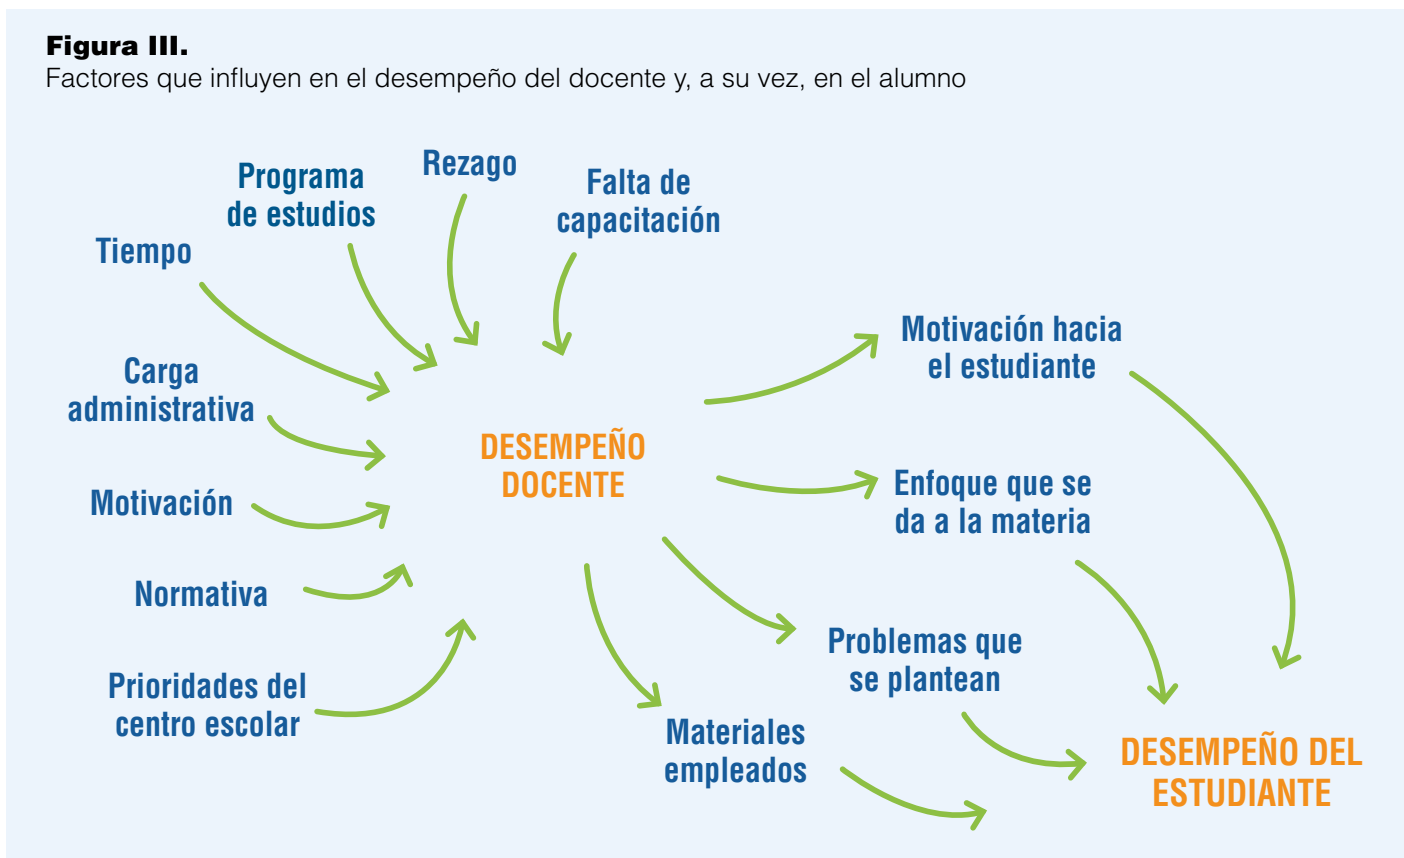 Figura III.
Factores que influyen en el desempeño del docente y, a su vez, en el alumno
Rezago
Programa
de estudios
Falta de
capacitación
Tiempo
Carga
administrativa
Motivación
Normativa
Prioridades del
centro escolar
DESEMPEÑO
DOCENTE
Motivación hacia
el estudiante
Enfoque que se
da a la materia
Problemas que
se plantean
Materiales
empleados
DESEMPEÑO DEL
ESTUDIANTE